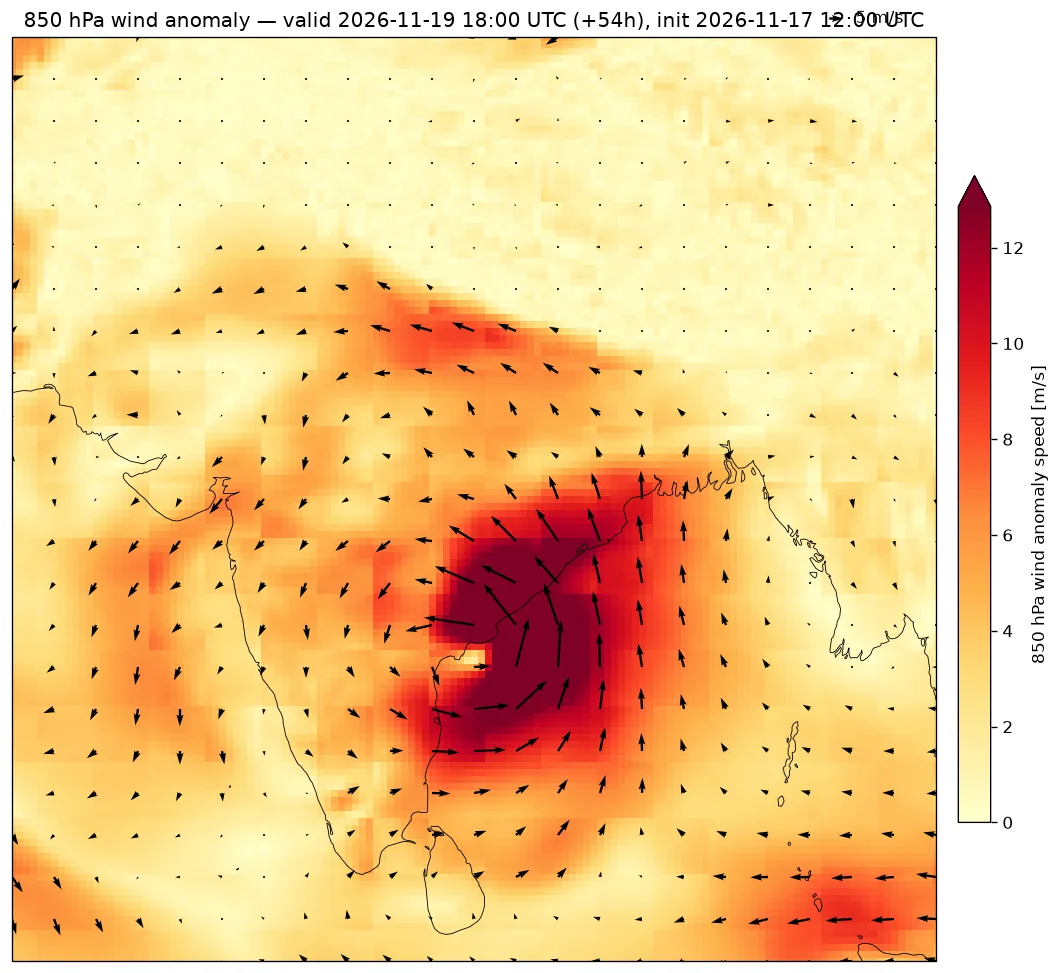 850 hPa wind anomaly — valid 2026-11-19 18:00 UTC (+54h), init 2026-11-17 12:00 UTC
5 m/s
12
10
8
6
4
2
0
850 hPa wind anomaly speed [m/s]